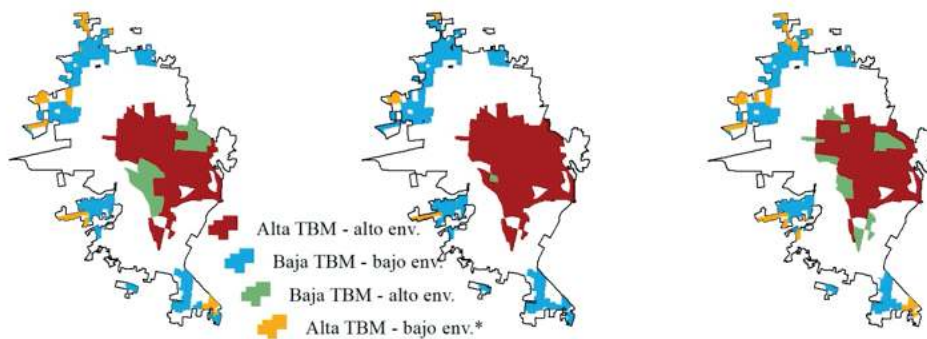 Alta TBM - alto env.
Baja TBM - bajo env.
Baja TBM - alto env.
Alta TBM - bajo env.*